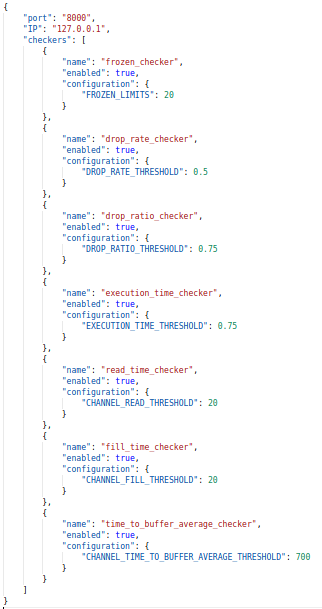 {
    "port": "8000",
    "IP": "127.0.0.1",
    "checkers": [
        {
            "name": "frozen_checker",
            "enabled": true,
            "configuration": {
                "FROZEN_LIMITS": 20
            }
        },
        {
            "name": "drop_rate_checker",
            "enabled": true,
            "configuration": {
                "DROP_RATE_THRESHOLD": 0.5
            }
        },
        {
            "name": "drop_ratio_checker",
            "enabled": true,
            "configuration": {
                "DROP_RATIO_THRESHOLD": 0.75
            }
        },
        {
            "name": "execution_time_checker",
            "enabled": true,
            "configuration": {
                "EXECUTION_TIME_THRESHOLD": 0.75
            }
        },
        {
            "name": "read_time_checker",
            "enabled": true,
            "configuration": {
                "CHANNEL_READ_THRESHOLD": 20
            }
        },
        {
            "name": "fill_time_checker",
            "enabled": true,
            "configuration": {
                "CHANNEL_FILL_THRESHOLD": 20
            }
        },
        {
            "name": "time_to_buffer_average_checker",
            "enabled": true,
            "configuration": {
                "CHANNEL_TIME_TO_BUFFER_AVERAGE_THRESHOLD": 700
            }
        }
    ]
}